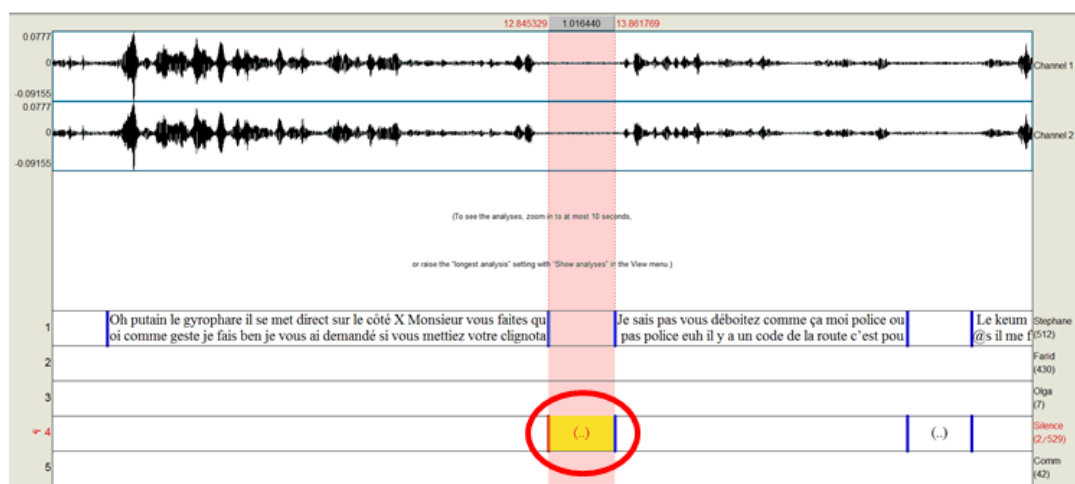 12.845329 1.016440 13.861769
0.0777
0
-0.09155
Channel 1
0.0777
0
-0.09155
Channel 2
(To see the analyses, zoom in to at most 10 seconds,
or raise the "longest analysis" setting with "Show analyses" in the View menu.)
1
Oh putain le gyrophare il se met direct sur le côté X Monsieur vous faites qu
oi comme geste je fais ben je vous ai demandé si vous mettiez votre clignota
Je sais pas vous déboitez comme ça moi police ou
pas police euh il y a un code de la route c'est pou
Le keum
@s il me f
Stephane
(512)
2
Farid
(430)
3
Olga
(7)
4
(..)
(..)
Silence
(2/529)
5
Comm
(42)